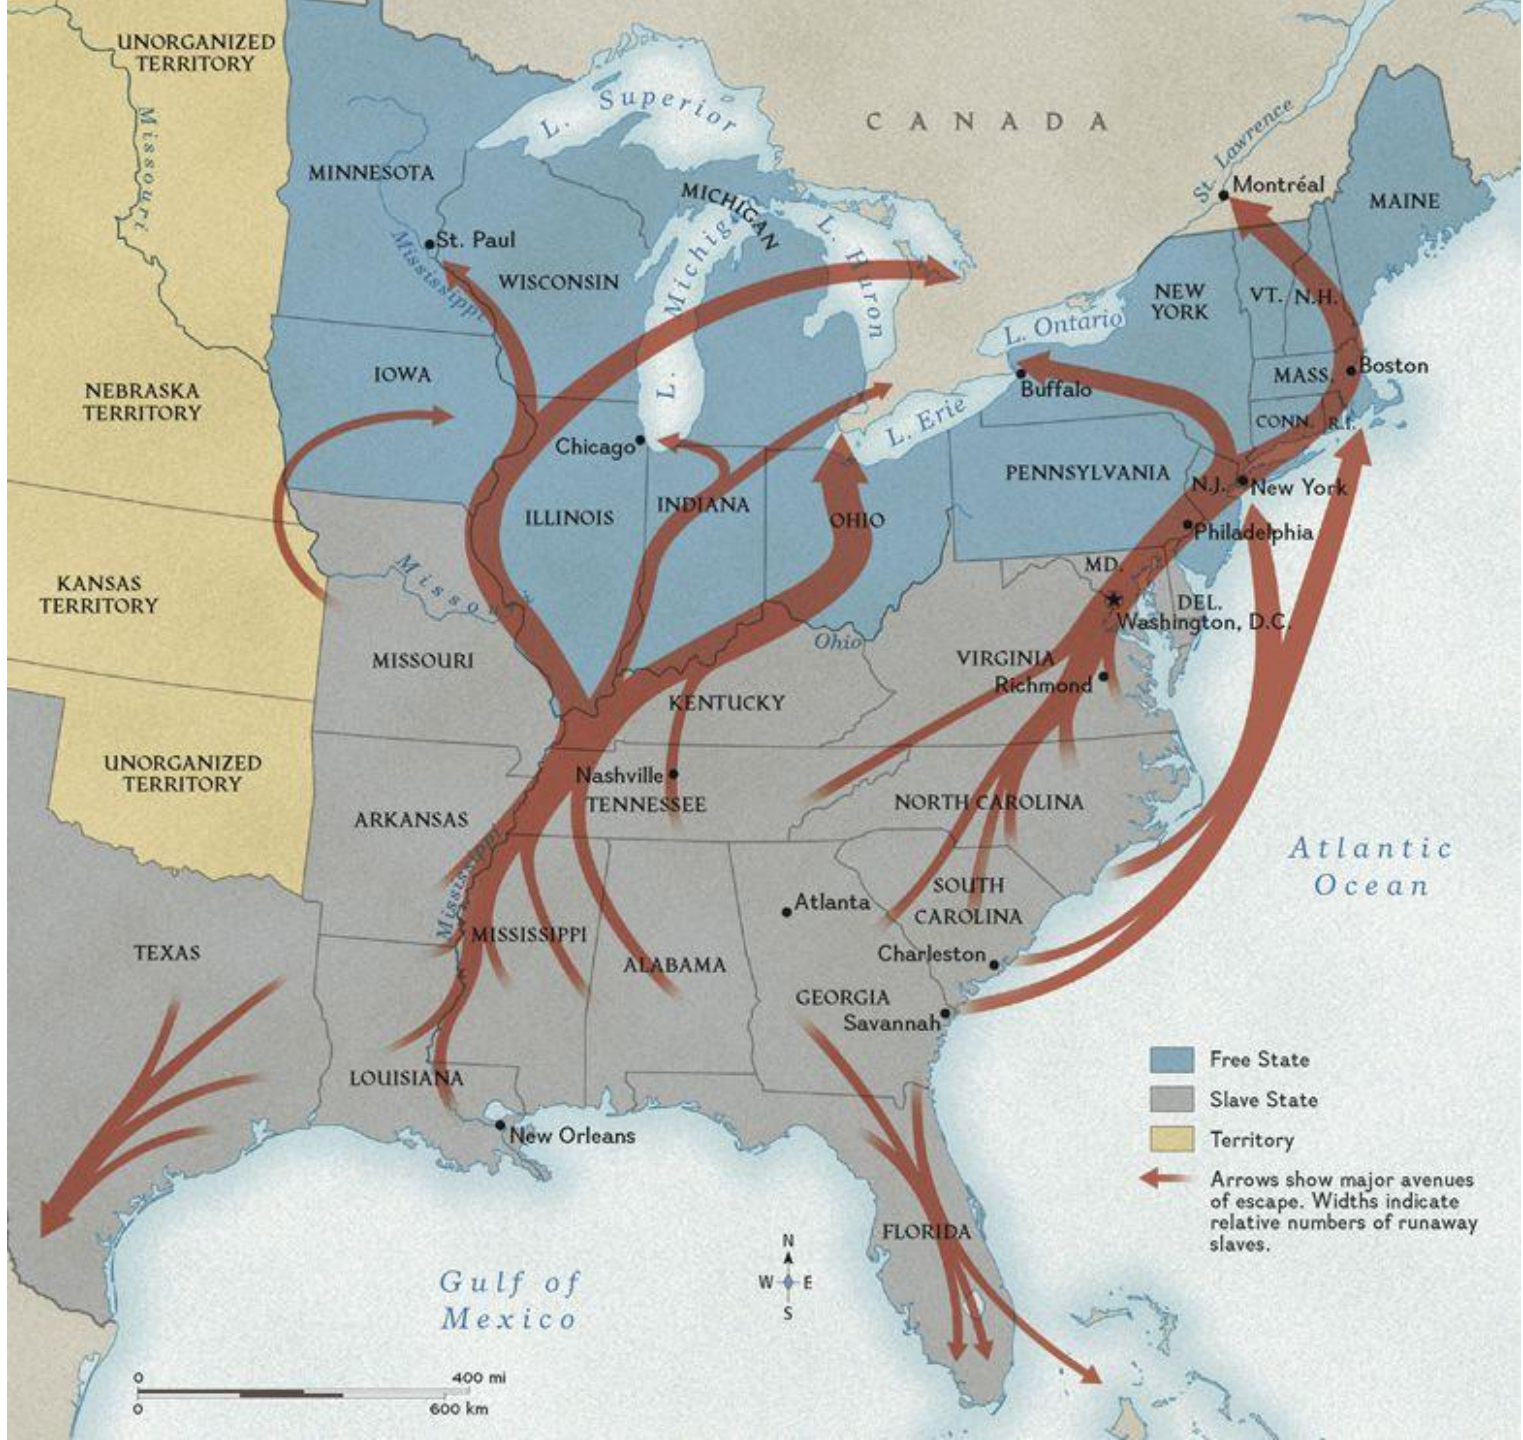 UNORGANIZED
TERRITORY
Missouri
MINNESOTA
L. Superior
CANADA
St. Lawrence
Montréal
MAINE
MICHIGAN
St. Paul
Mississippi
WISCONSIN
L. Michigan
L. Huron
NEW
YORK
VT.
N.H.
L. Ontario
Buffalo
MASS.
Boston
CONN.
R.I.
IOWA
NEBRASKA
TERRITORY
Chicago
L. Erie
PENNSYLVANIA
N.J.
New York
ILLINOIS
INDIANA
OHIO
Philadelphia
MD.
DEL.
Washington, D.C.
KANSAS
TERRITORY
Missouri
MISSOURI
Ohio
VIRGINIA
Richmond
KENTUCKY
UNORGANIZED
TERRITORY
Nashville
TENNESSEE
NORTH CAROLINA
ARKANSAS
Mississippi
Atlantic
Ocean
SOUTH
CAROLINA
Atlanta
Charleston
TEXAS
MISSISSIPPI
ALABAMA
GEORGIA
Savannah
LOUISIANA
New Orleans
FLORIDA
Gulf of
Mexico
N
W E
S
Free State
Slave State
Territory
Arrows show major avenues
of escape. Widths indicate
relative numbers of runaway
slaves.
0 400 mi
0 600 km